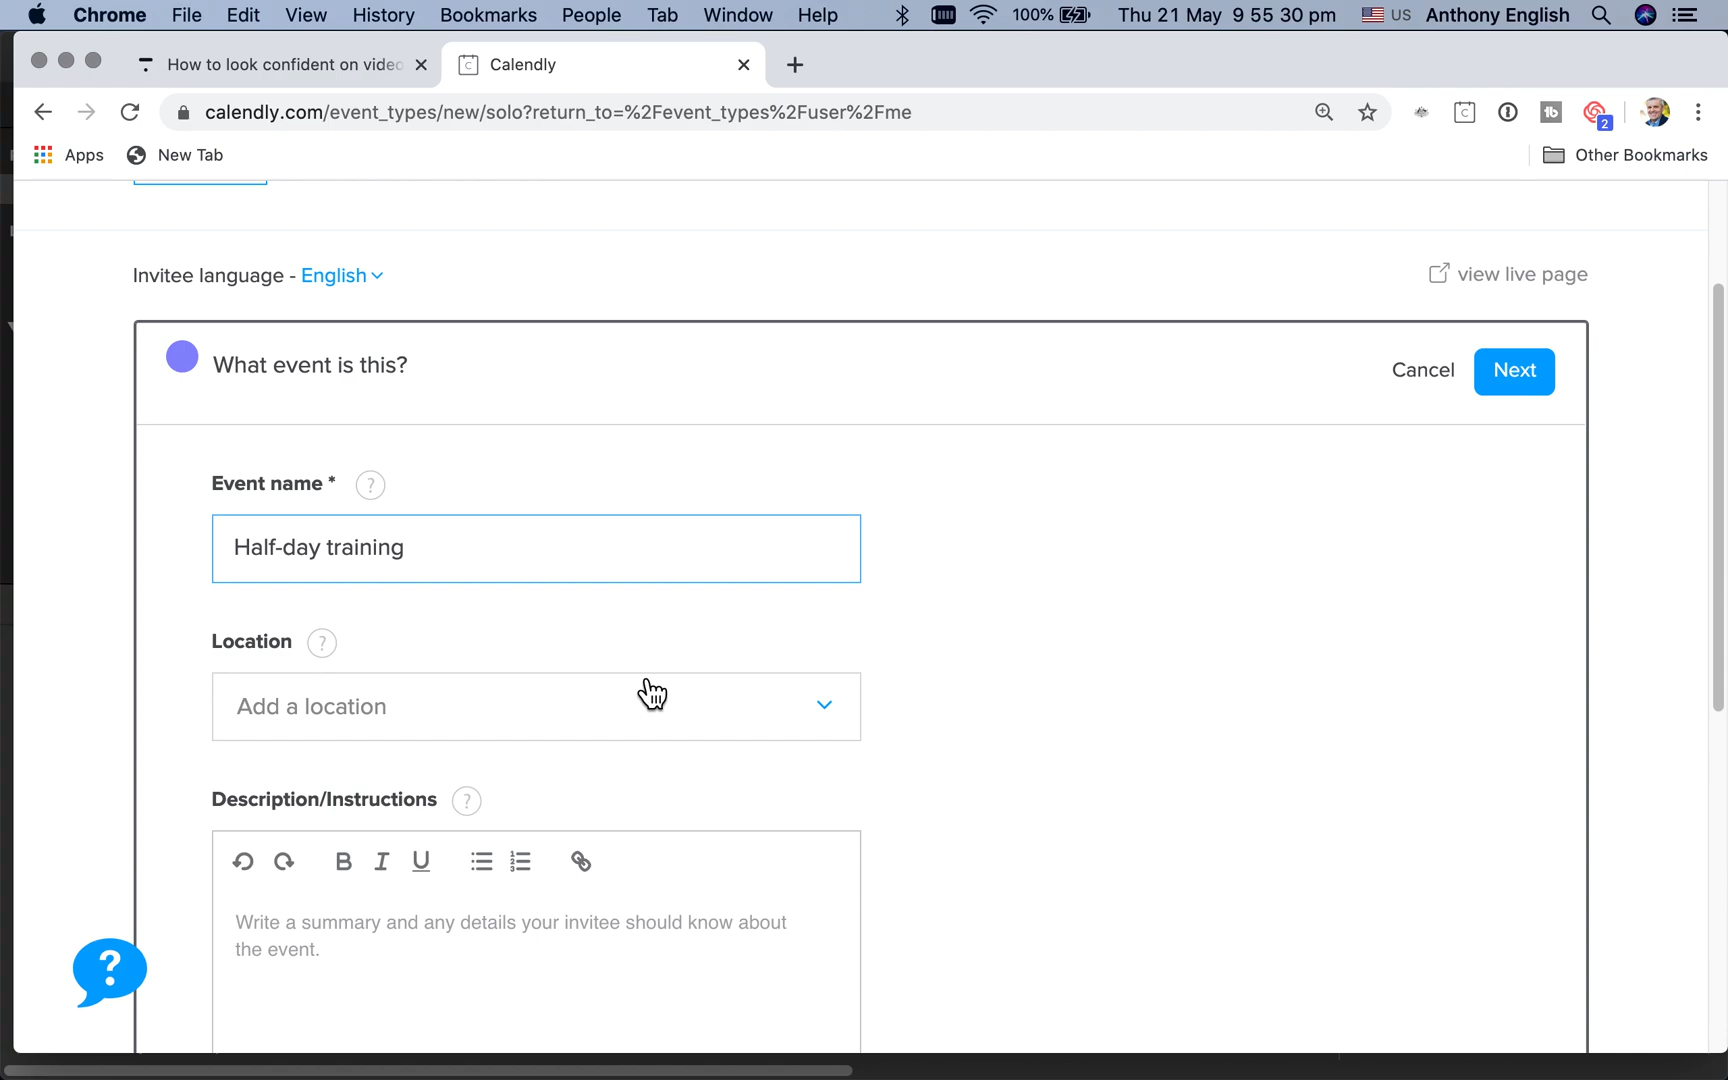 Chrome File Edit View History Bookmarks People Tab Window Help 100% Thu 21 May 9 55 30 pm US Anthony English
How to look confident on video
Calendly
calendly.com/event_types/new/solo?return_to=%2Fevent_types%2Fuser%2Fme
tb
2
Apps New Tab Other Bookmarks
Invitee language - English
view live page
What event is this?
Cancel Next
Event name * ?
Half-day training
Location ?
Add a location
Description/Instructions ?
B I U
Write a summary and any details your invitee should know about
the event.
?